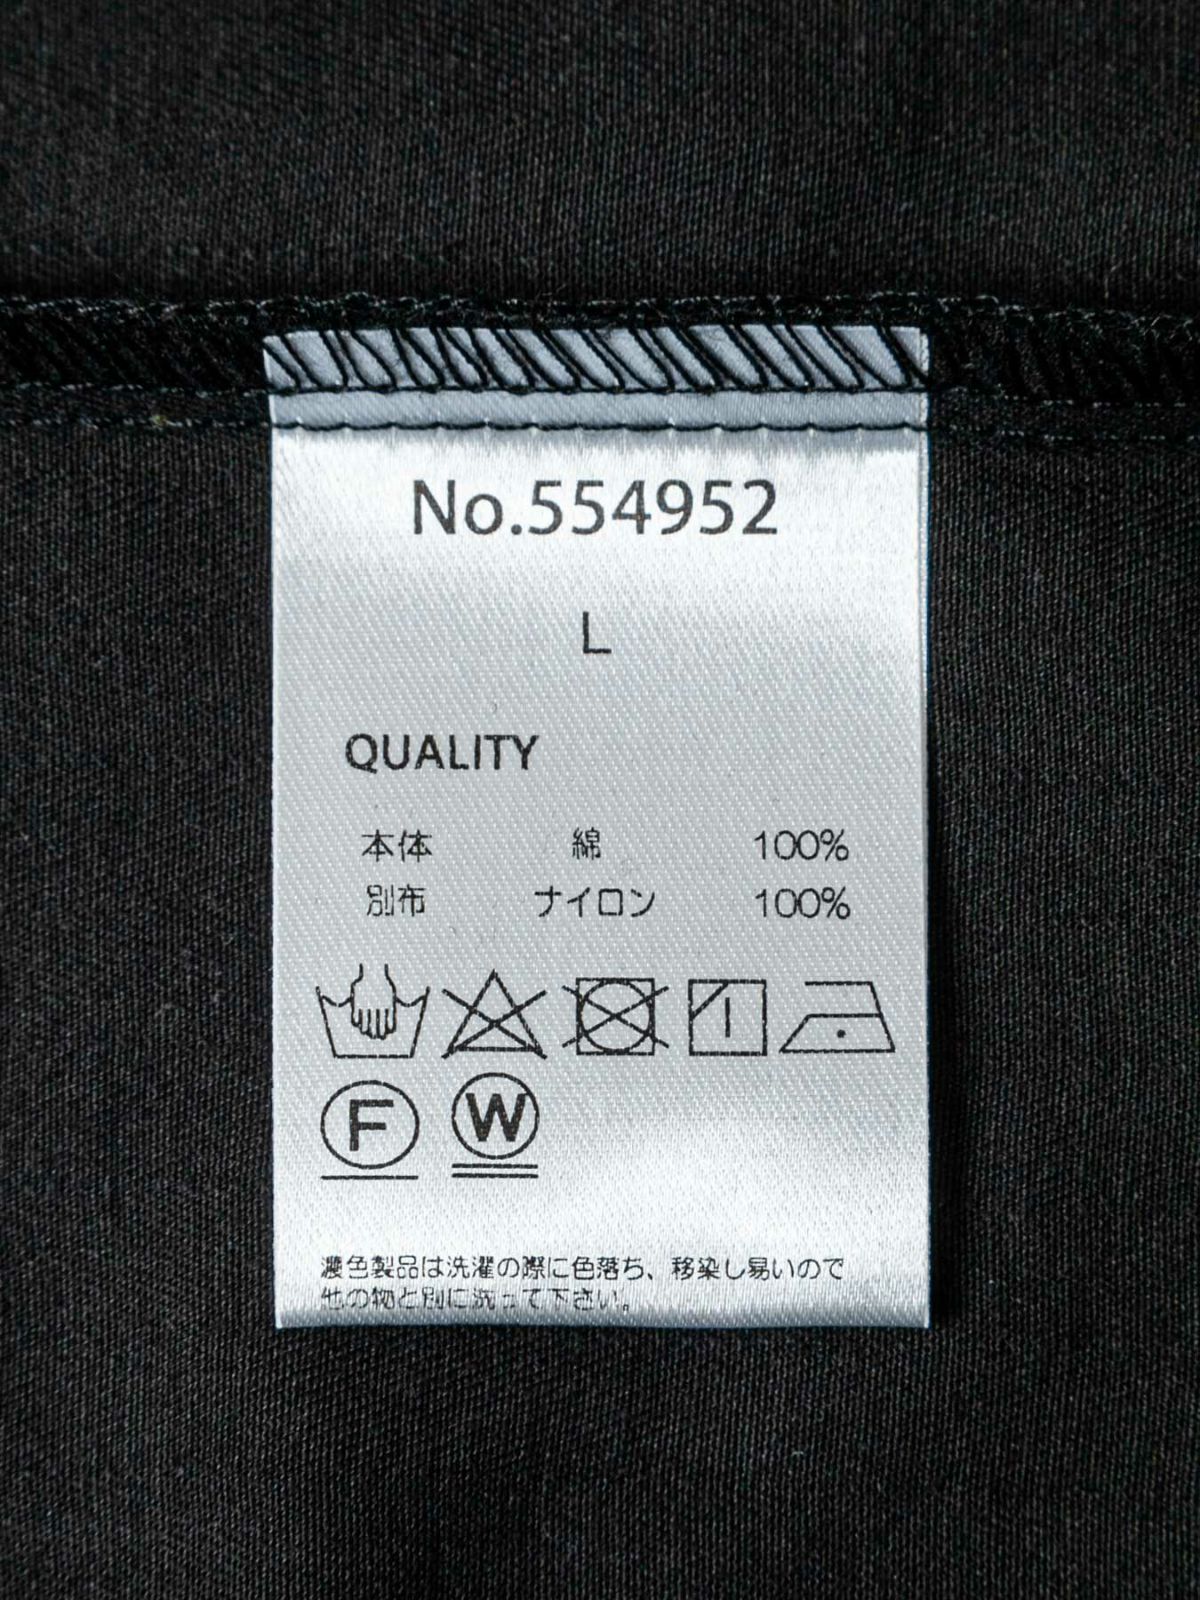 No.554952
L
QUALITY
本体 綿 100%
別布 ナイロン 100%
F W
濃色製品は洗濯の際に色落ち、移染し易いので
他の物と別に洗って下さい。